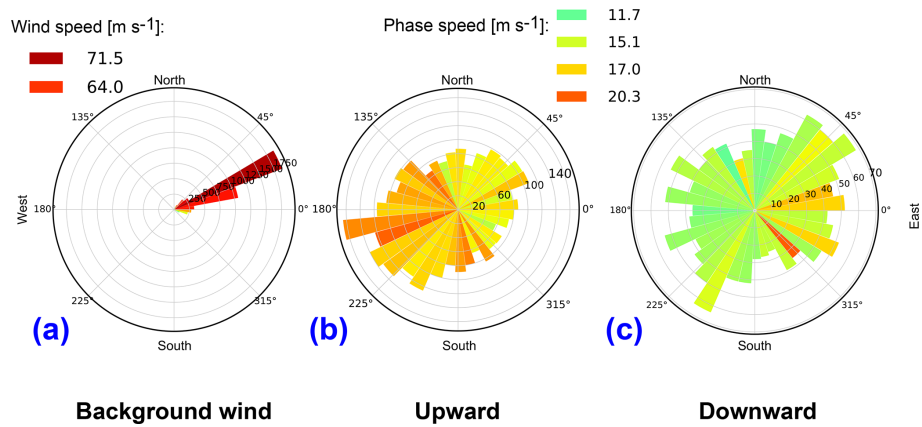 Wind speed [m s-1]:
71.5
64.0
Phase speed [m s-1]:
11.7
15.1
17.0
20.3
North
135°
45°
West
180°
0°
225°
315°
South
(a)
North
135°
45°
180°
0°
20
60
100
140
225°
315°
South
(b)
North
135°
45°
180°
0°
10
20
30
40
50
60
70
East
225°
315°
South
(c)
Background wind
Upward
Downward